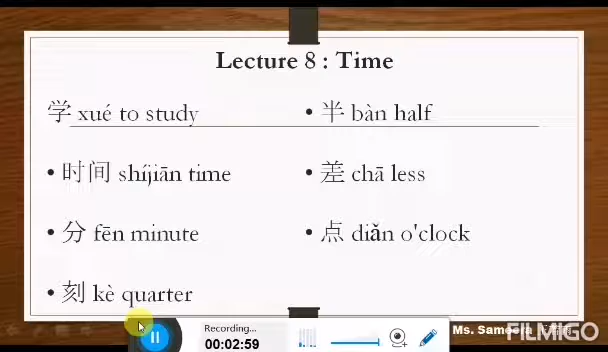 Lecture 8 : Time
学 xué to study
• 时间 shíjiān time
• 分 fēn minute
• 刻 kè quarter
• 半 bàn half
• 差 chā less
• 点 diǎn o'clock
Recording...
00:02:59
Ms. Sameera
FILMIGO